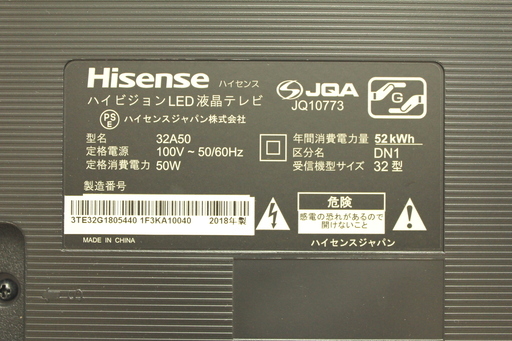 Hisense ハイセンス
JQA
JQ10773
G
ハイビジョンLED液晶テレビ
PSE ハイセンスジャパン株式会社
型名 32A50
定格電源 100V ~ 50/60Hz
定格消費電力 50W
年間消費電力量 52kWh
区分名 DN1
受信機型サイズ 32型
製造番号
3TE32G1805440 1F3KA10040 2018年製
MADE IN CHINA
危険
感電の恐れがあるので
開けないこと
ハイセンスジャパン